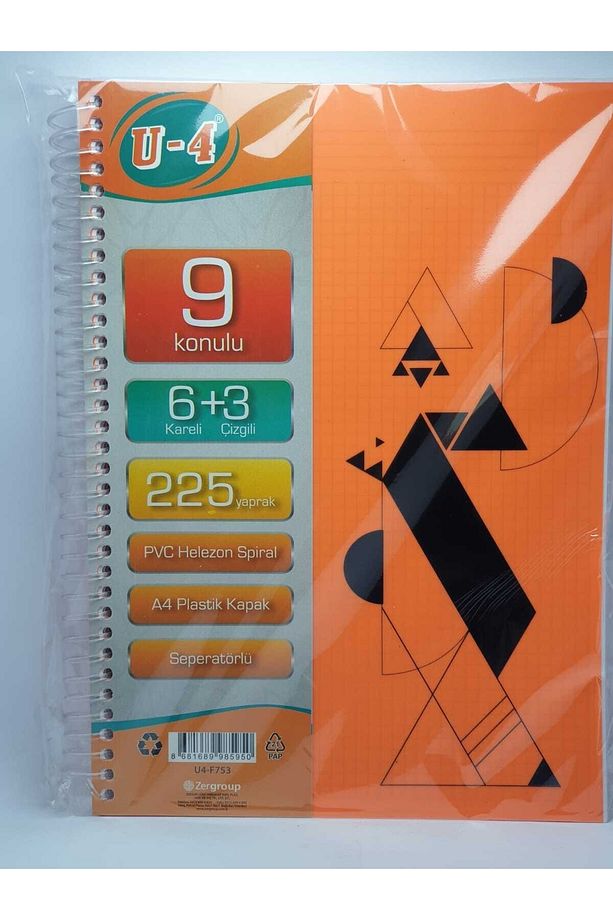 U-4®
9
konulu
6+3
Kareli Çizgili
225 yaprak
PVC Helezon Spiral
A4 Plastik Kapak
Seperatörlü
8 681689 985950
PAP
U4-F753
Zergroup